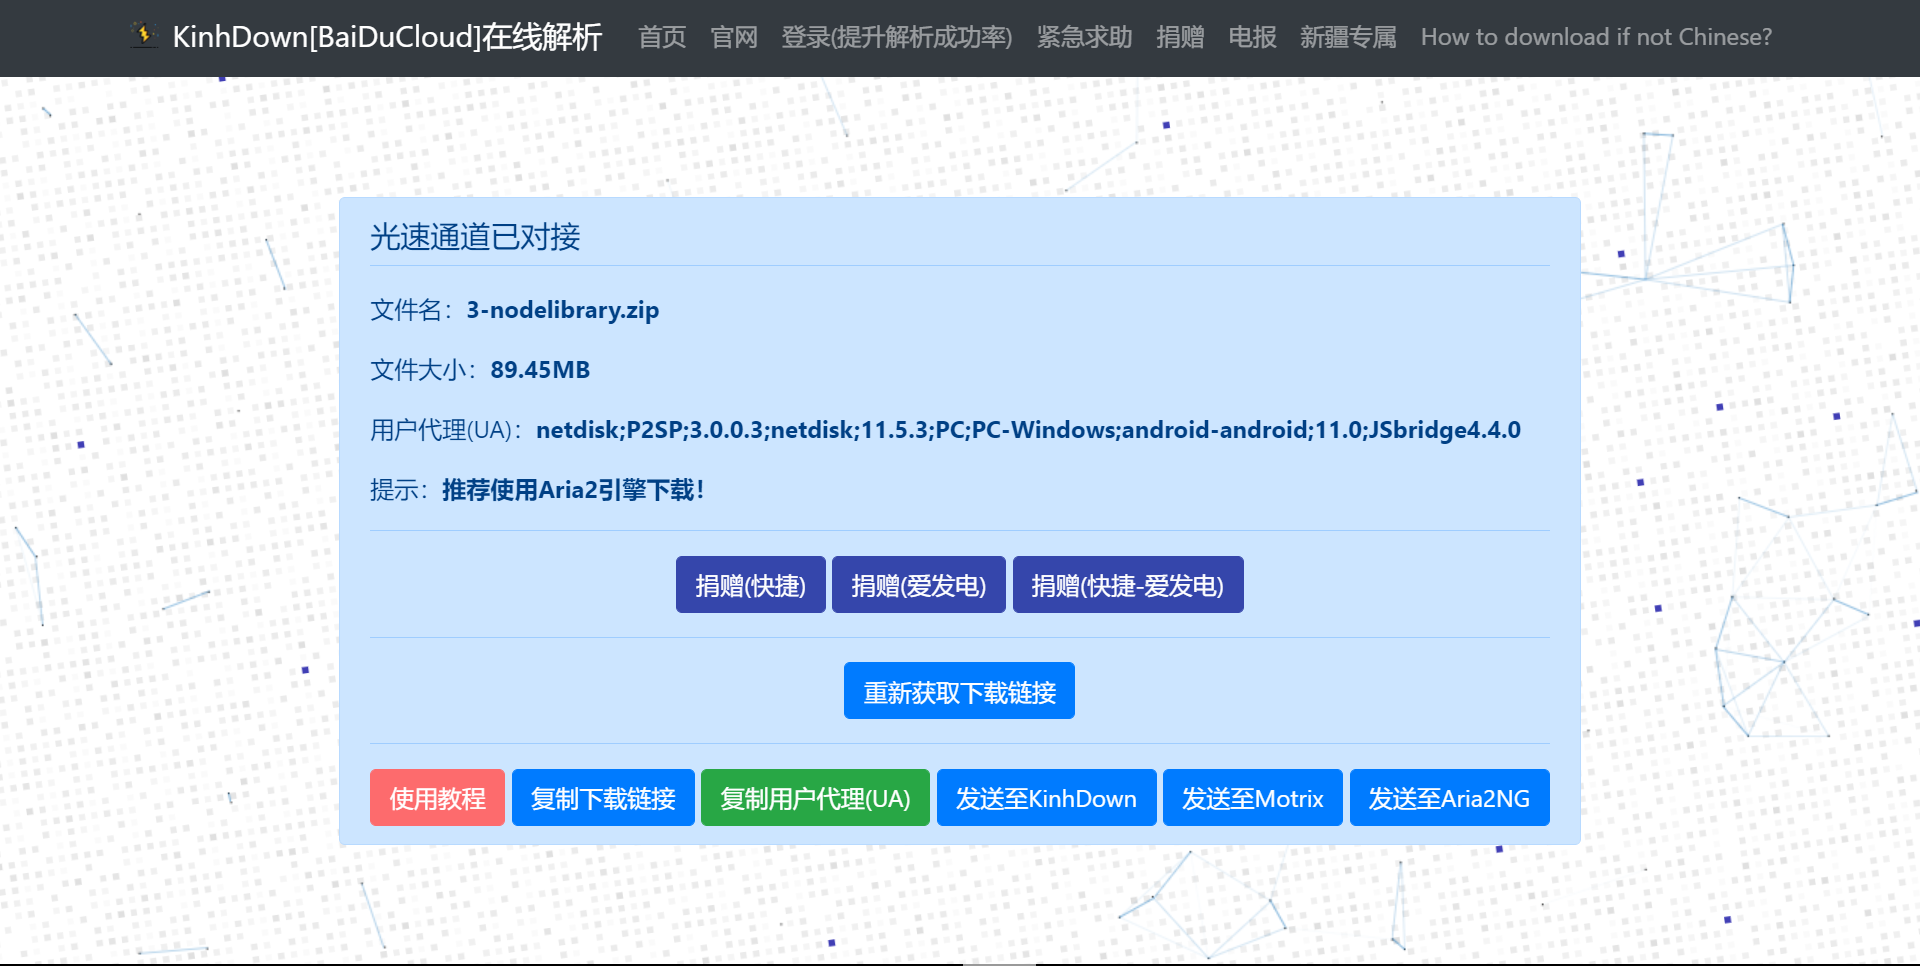 KinhDown[BaiDuCloud]在线解析 首页 官网 登录(提升解析成功率) 紧急求助 捐赠 电报 新疆专属 How to download if not Chinese?
光速通道已对接
文件名：3-nodelibrary.zip
文件大小：89.45MB
用户代理(UA)：netdisk;P2SP;3.0.0.3;netdisk;11.5.3;PC;PC-Windows;android-android;11.0;JSbridge4.4.0
提示：推荐使用Aria2引擎下载！
捐赠(快捷) 捐赠(爱发电) 捐赠(快捷-爱发电)
重新获取下载链接
使用教程 复制下载链接 复制用户代理(UA) 发送至KinhDown 发送至Motrix 发送至Aria2NG